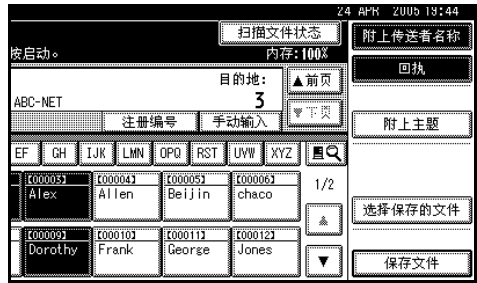 24 APR 2005 19:44
扫描文件状态
附上传送者名称
按启动。
内存:100%
回执
目的地:
▲前页
3
ABC-NET
▼下页
注册编号
手动输入
附上主题
EF GH IJK LMN OPQ RST UVW XYZ
[00003] [00004] [00005] [00006]
Alex Allen Beijin chaco
1/2
选择保存的文件
[00009] [00010] [00011] [00012]
Dorothy Frank George Jones
保存文件